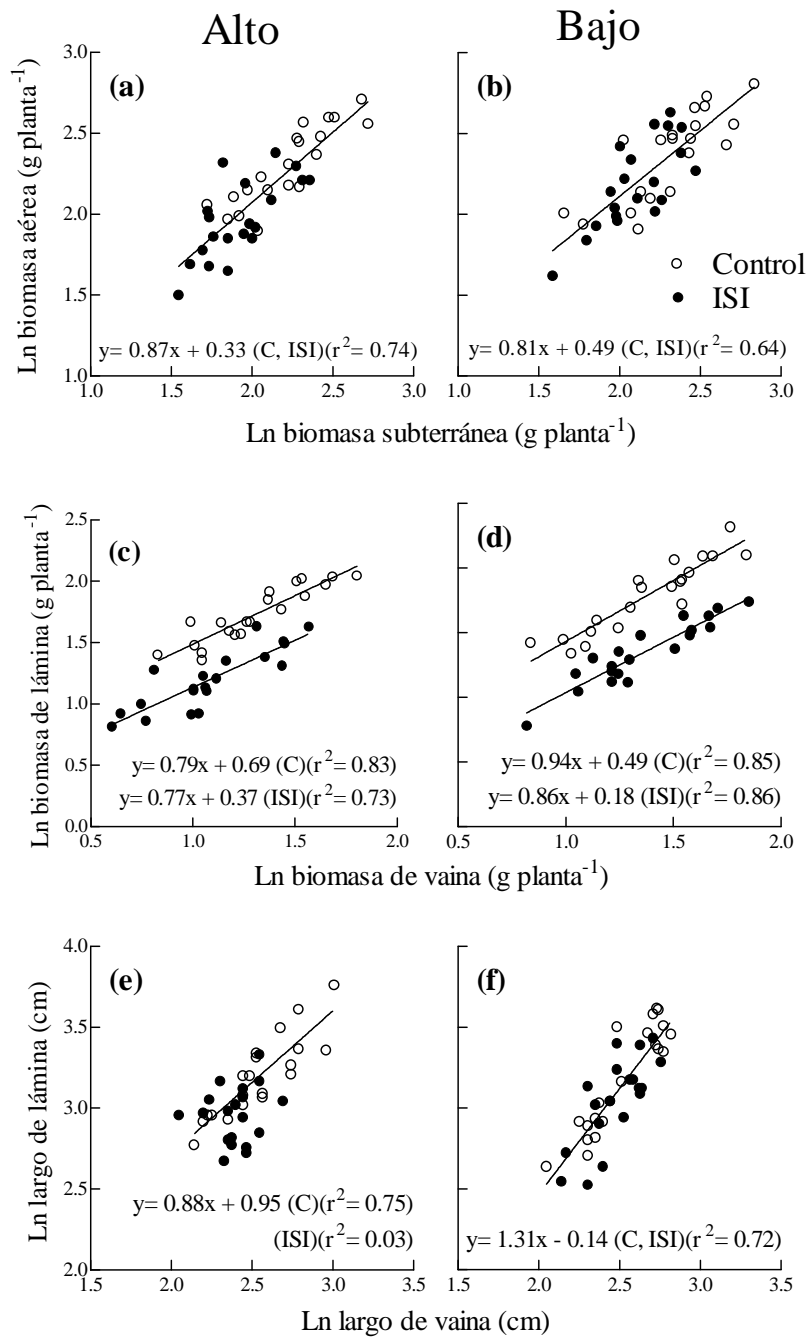 Alto Bajo
(a) (b)
Ln biomasa aérea (g planta⁻¹)
3.0
2.5
2.0
1.5
1.0
Control
ISI
y= 0.87x + 0.33 (C, ISI)(r²= 0.74)
y= 0.81x + 0.49 (C, ISI)(r²= 0.64)
1.0 1.5 2.0 2.5 3.0
1.0 1.5 2.0 2.5 3.0
Ln biomasa subterránea (g planta⁻¹)
(c) (d)
Ln biomasa de lámina (g planta⁻¹)
2.5
2.0
1.5
1.0
0.5
0.0
y= 0.79x + 0.69 (C)(r²= 0.83)
y= 0.77x + 0.37 (ISI)(r²= 0.73)
y= 0.94x + 0.49 (C)(r²= 0.85)
y= 0.86x + 0.18 (ISI)(r²= 0.86)
0.5 1.0 1.5 2.0
0.5 1.0 1.5 2.0
Ln biomasa de vaina (g planta⁻¹)
(e) (f)
Ln largo de lámina (cm)
4.0
3.5
3.0
2.5
2.0
y= 0.88x + 0.95 (C)(r²= 0.75)
(ISI)(r²= 0.03)
y= 1.31x - 0.14 (C, ISI)(r²= 0.72)
1.5 2.0 2.5 3.0 3.5
1.5 2.0 2.5 3.0 3.5
Ln largo de vaina (cm)